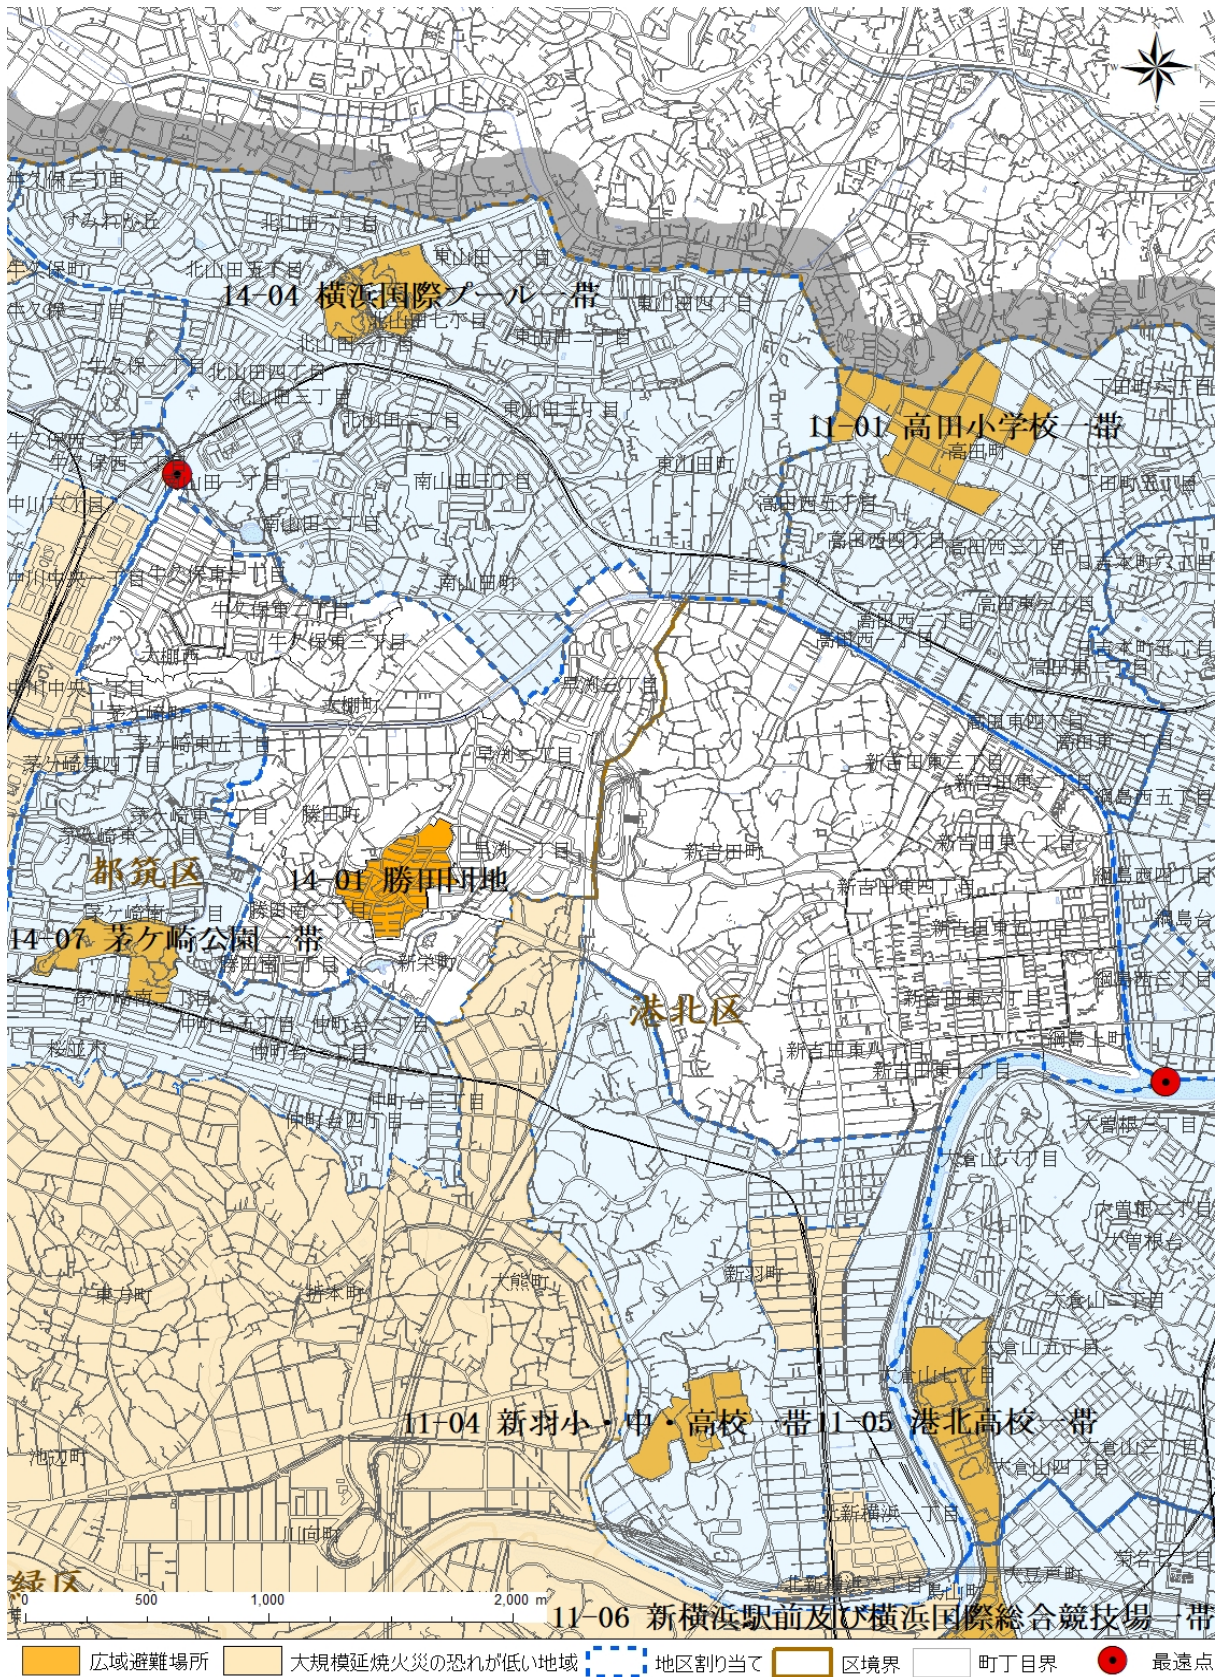 牛久保三丁目
すみれが丘
北山田六丁目
牛久保町
北山田五丁目
東山田一丁目
14-04 横浜国際プール一帯
牛久保二丁目
北山田七丁目
東山田四丁目
東山田二丁目
牛久保一丁目
北山田四丁目
下田町六丁目
北山田三丁目
北山田二丁目
東山田三丁目
11-01 高田小学校一帯
牛久保西一丁目
高田町
東山田町
南山田三丁目
下田町五丁目
中川六丁目
高田西五丁目
南山田二丁目
高田西四丁目
高田西三丁目
日吉本町六丁目
中川中央一丁目
牛久保東一丁目
南山田町
牛久保東二丁目
高田東三丁目
高田西二丁目
牛久保東三丁目
高田西一丁目
日吉本町五丁目
大棚西
早渕三丁目
大棚町
高田東四丁目
茅ケ崎町
茅ケ崎東五丁目
高田東一丁目
茅ケ崎東四丁目
早渕二丁目
新吉田東三丁目
新吉田東二丁目
綱島西五丁目
茅ケ崎東一丁目
勝田町
茅ケ崎東二丁目
早渕一丁目
新吉田町
新吉田東一丁目
都筑区
14-01 勝田団地
新吉田東四丁目
綱島西四丁目
茅ケ崎南二丁目
勝田南一丁目
新吉田東五丁目
綱島台
14-07 茅ケ崎公園一帯
勝田南二丁目
新栄町
綱島西三丁目
新吉田東六丁目
港北区
仲町台五丁目
仲町台二丁目
桜並木
仲町台一丁目
新吉田東八丁目
綱島上町
新吉田東七丁目
仲町台三丁目
仲町台四丁目
大曽根三丁目
大倉山六丁目
大曽根二丁目
大曽根台
大熊町
新羽町
東方町
折本町
大倉山二丁目
大倉山五丁目
大倉山七丁目
11-04 新羽小・中・高校一帯
11-05 港北高校一帯
池辺町
大倉山三丁目
大倉山四丁目
川向町
北新横浜一丁目
菊名七丁目
緑区
北新横浜二丁目
鳥山町
大豆戸町
0 500 1,000 2,000 m
11-06 新横浜駅前及び横浜国際総合競技場一帯
広域避難場所 大規模延焼火災の恐れが低い地域 地区割り当て 区境界 町丁目界 最遠点